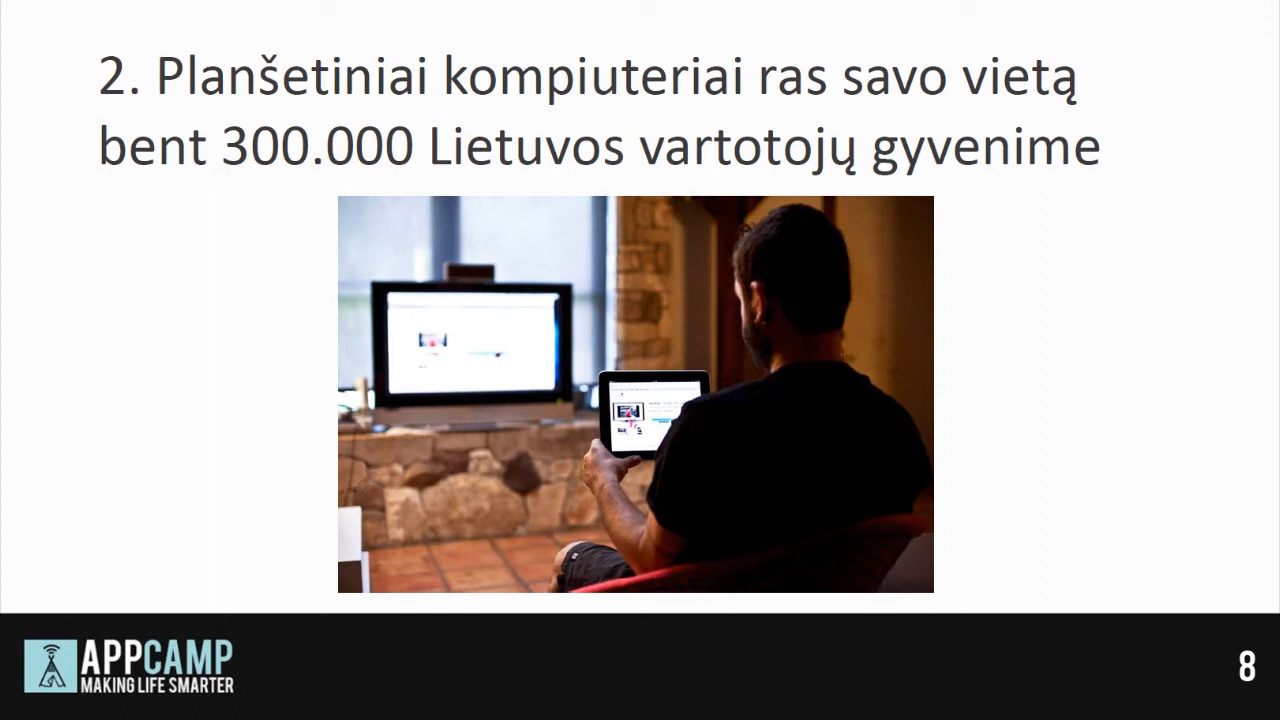 2. Planšetiniai kompiuteriai ras savo vietą
bent 300.000 Lietuvos vartotojų gyvenime
APPCAMP
MAKING LIFE SMARTER
8